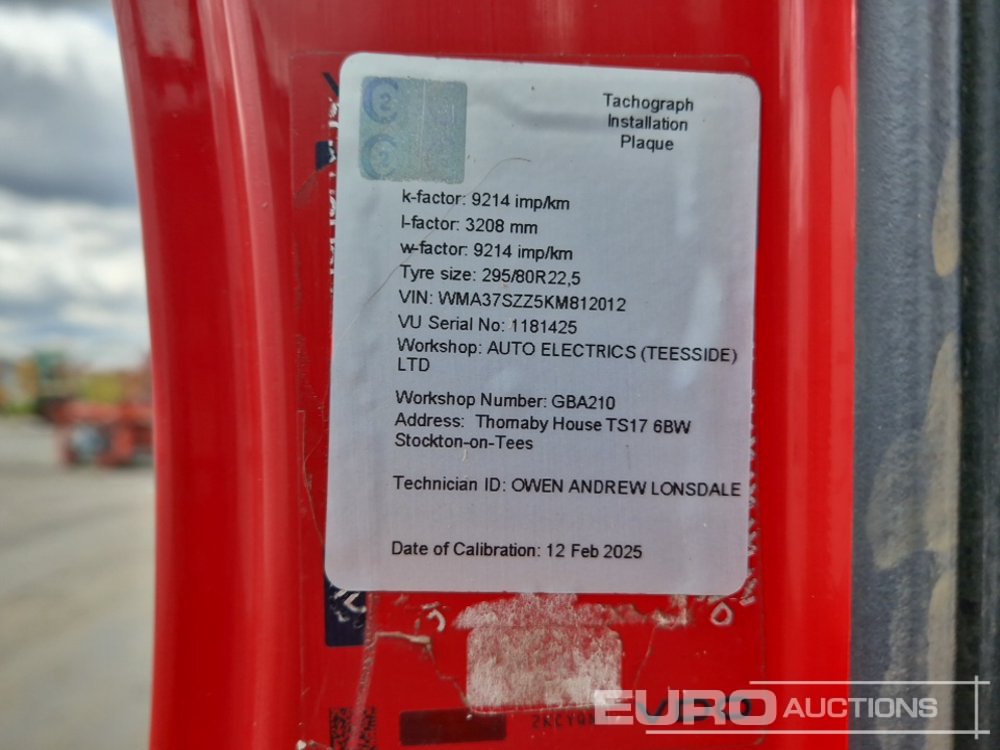 Tachograph
Installation
Plaque
k-factor: 9214 imp/km
l-factor: 3208 mm
w-factor: 9214 imp/km
Tyre size: 295/80R22,5
VIN: WMA37SZZ5KM812012
VU Serial No: 1181425
Workshop: AUTO ELECTRICS (TEESSIDE)
LTD
Workshop Number: GBA210
Address: Thornaby House TS17 6BW
Stockton-on-Tees
Technician ID: OWEN ANDREW LONSDALE
Date of Calibration: 12 Feb 2025
EURO AUCTIONS